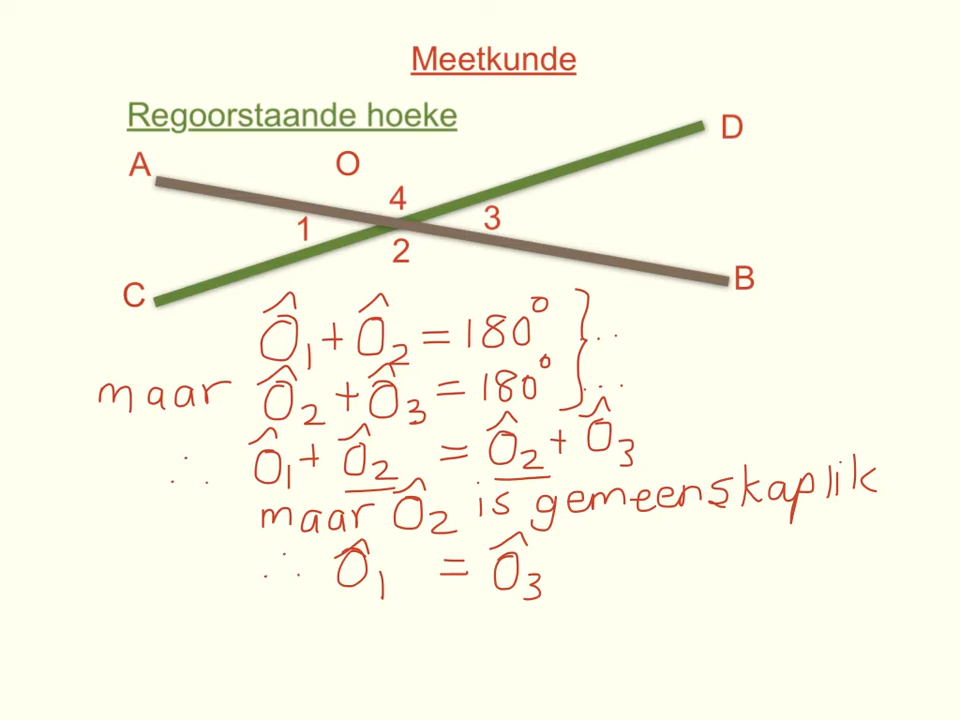 Meetkunde
Regoorstaande hoeke
A O D
4
1 3
2
C B
Ô₁ + Ô₂ = 180° } ..
maar Ô₂ + Ô₃ = 180° ...
∴ Ô₁ + Ô₂ = Ô₂ + Ô₃
maar Ô₂ is gemeenskaplik
∴ Ô₁ = Ô₃